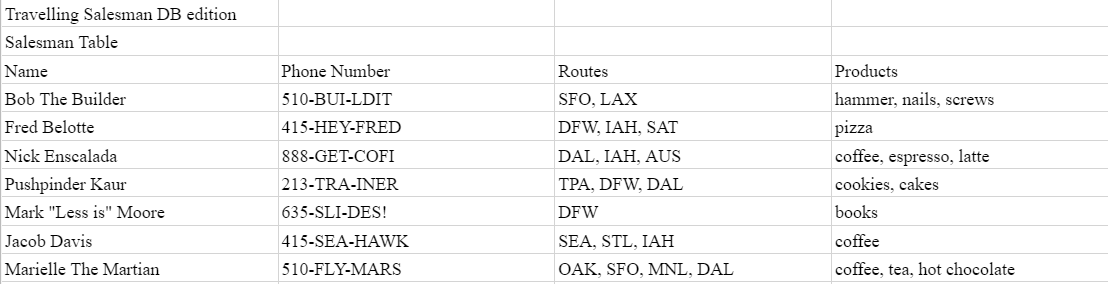 Travelling Salesman DB edition
Salesman Table
Name Phone Number Routes Products
Bob The Builder 510-BUI-LDIT SFO, LAX hammer, nails, screws
Fred Belotte 415-HEY-FRED DFW, IAH, SAT pizza
Nick Enscalada 888-GET-COFI DAL, IAH, AUS coffee, espresso, latte
Pushpinder Kaur 213-TRA-INER TPA, DFW, DAL cookies, cakes
Mark "Less is" Moore 635-SLI-DES! DFW books
Jacob Davis 415-SEA-HAWK SEA, STL, IAH coffee
Marielle The Martian 510-FLY-MARS OAK, SFO, MNL, DAL coffee, tea, hot chocolate